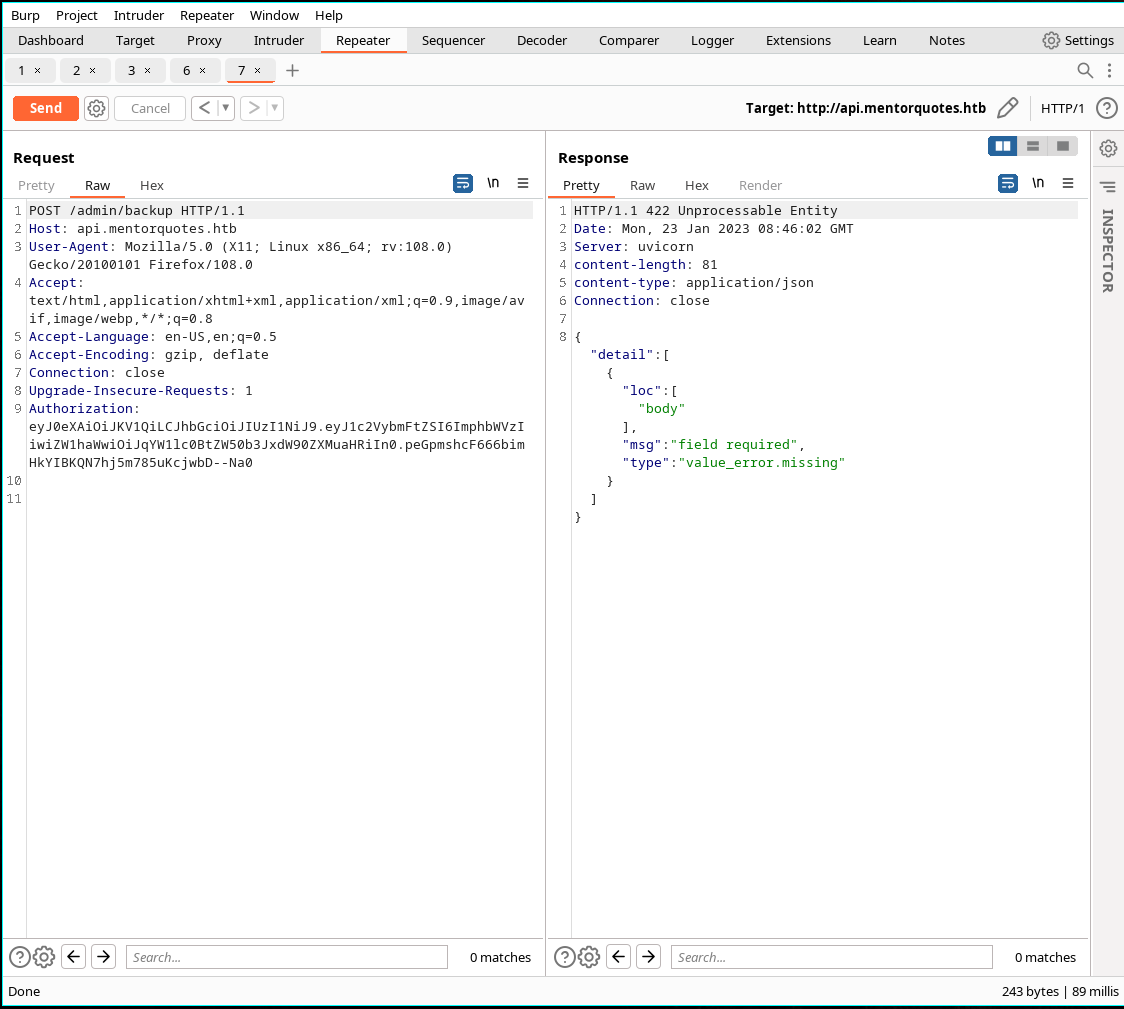 Burp Project Intruder Repeater Window Help
Dashboard Target Proxy Intruder Repeater Sequencer Decoder Comparer Logger Extensions Learn Notes Settings
1 × 2 × 3 × 6 × 7 × +
Send Cancel < ▼ > ▼ Target: http://api.mentorquotes.htb HTTP/1 ?
Request
Pretty Raw Hex \n ≡
1 POST /admin/backup HTTP/1.1
2 Host: api.mentorquotes.htb
3 User-Agent: Mozilla/5.0 (X11; Linux x86_64; rv:108.0)
Gecko/20100101 Firefox/108.0
4 Accept:
text/html,application/xhtml+xml,application/xml;q=0.9,image/av
if,image/webp,*/*;q=0.8
5 Accept-Language: en-US,en;q=0.5
6 Accept-Encoding: gzip, deflate
7 Connection: close
8 Upgrade-Insecure-Requests: 1
9 Authorization:
eyJ0eXAiOiJKV1QiLCJhbGciOiJIUzI1NiJ9.eyJ1c2VybmFtZSI6ImphbWVzI
iwiZW1haWwiOiJqYW1lc0BtZW50b3JxdW90ZXMuaHRiIn0.peGpmshcF666bim
HkYIBKQN7hj5m785uKcjwbD--Na0
10
11
? Search... 0 matches
Response
Pretty Raw Hex Render \n ≡
1 HTTP/1.1 422 Unprocessable Entity
2 Date: Mon, 23 Jan 2023 08:46:02 GMT
3 Server: uvicorn
4 content-length: 81
5 content-type: application/json
6 Connection: close
7
8 {
"detail":[
{
"loc":[
"body"
],
"msg":"field required",
"type":"value_error.missing"
}
]
}
? Search... 0 matches
INSPECTOR
Done 243 bytes | 89 millis